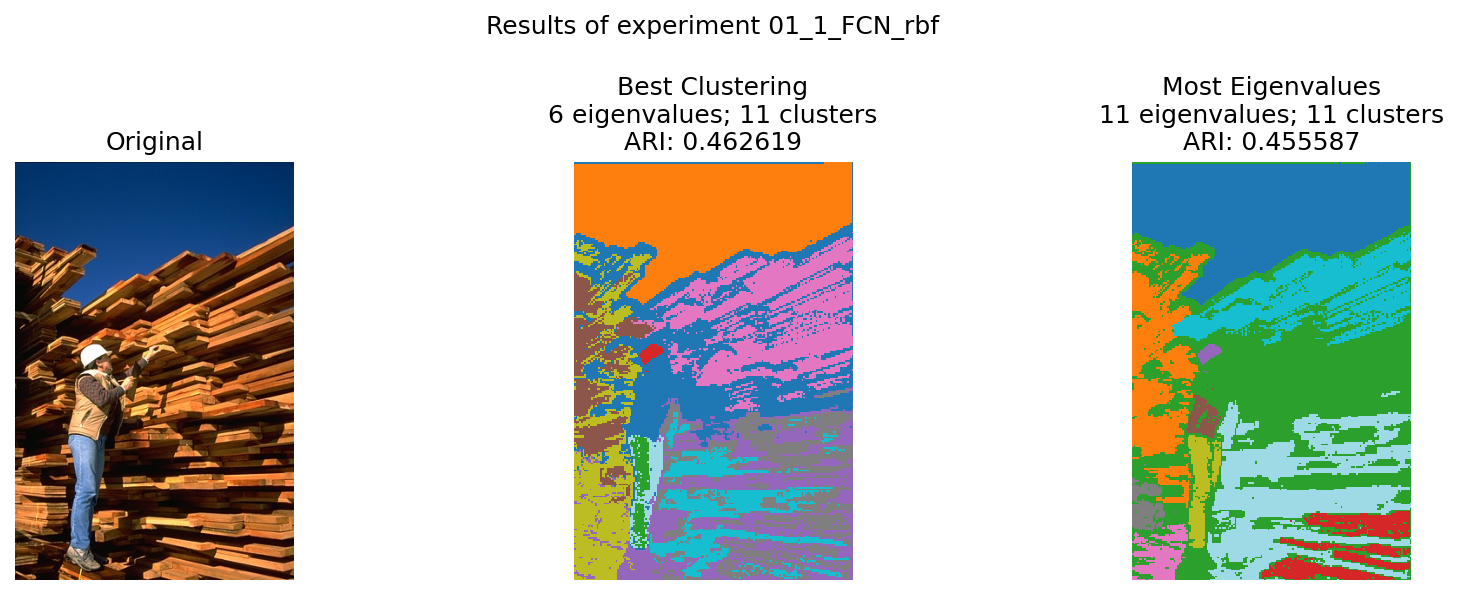 Results of experiment 01_1_FCN_rbf
Original
Best Clustering
6 eigenvalues; 11 clusters
ARI: 0.462619
Most Eigenvalues
11 eigenvalues; 11 clusters
ARI: 0.455587